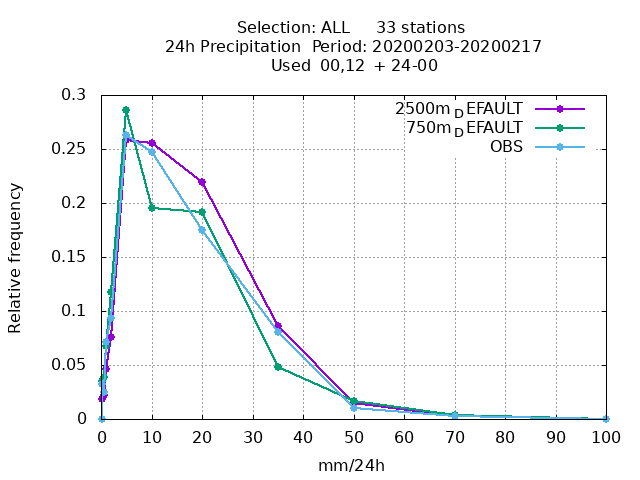 Selection: ALL 33 stations
24h Precipitation Period: 20200203-20200217
Used 00,12 + 24-00
2500m_DEFAULT
750m_DEFAULT
OBS
Relative frequency
0.3
0.25
0.2
0.15
0.1
0.05
0
0 10 20 30 40 50 60 70 80 90 100
mm/24h